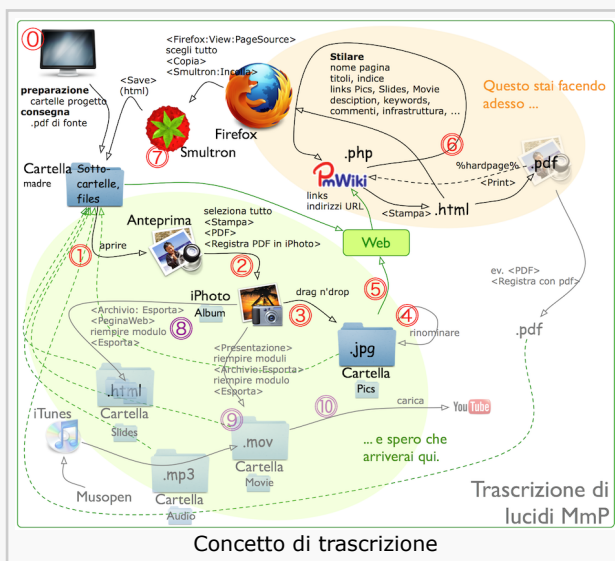 0
<Firefox:View:PageSource>
scegli tutto
<Copia>
<Smultron:Incolla>
<Save>
(html)
preparazione
cartelle progetto
consegna
.pdf di fonte
Firefox
7
Smultron
Stilare
nome pagina
titoli, indice
links Pics, Slides, Movie
desciption, keywords,
commenti, infrastruttura, ...
Questo stai facendo
adesso ...
6
.php
PmWiki
links
indirizzi URL
%hardpage%
<Print>
.pdf
<Stampa>
.html
Cartella
madre
Sotto-
cartelle,
files
Anteprima
seleziona tutto
<Stampa>
<PDF>
<Registra PDF in iPhoto>
Web
1
aprire
2
ev. <PDF>
<Registra con pdf>
.pdf
iPhoto
Album
3
drag n'drop
5
4
rinominare
.jpg
Cartella
Pics
<Archivio: Esporta>
<PeginaWeb>
riempire modulo
<Esporta>
8
<Presentazione>
riempire moduli
<Archivio:Esporta>
riempire modulo
<Esporta>
.html
Cartella
Slides
iTunes
9
.mov
Cartella
Movie
10
carica
YouTube
... e spero che
arriverai qui.
Musopen
.mp3
Cartella
Audio
Trascrizione di
lucidi MmP
Concetto di trascrizione